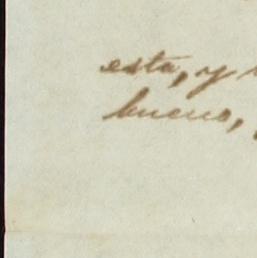 esta, y
bueno,